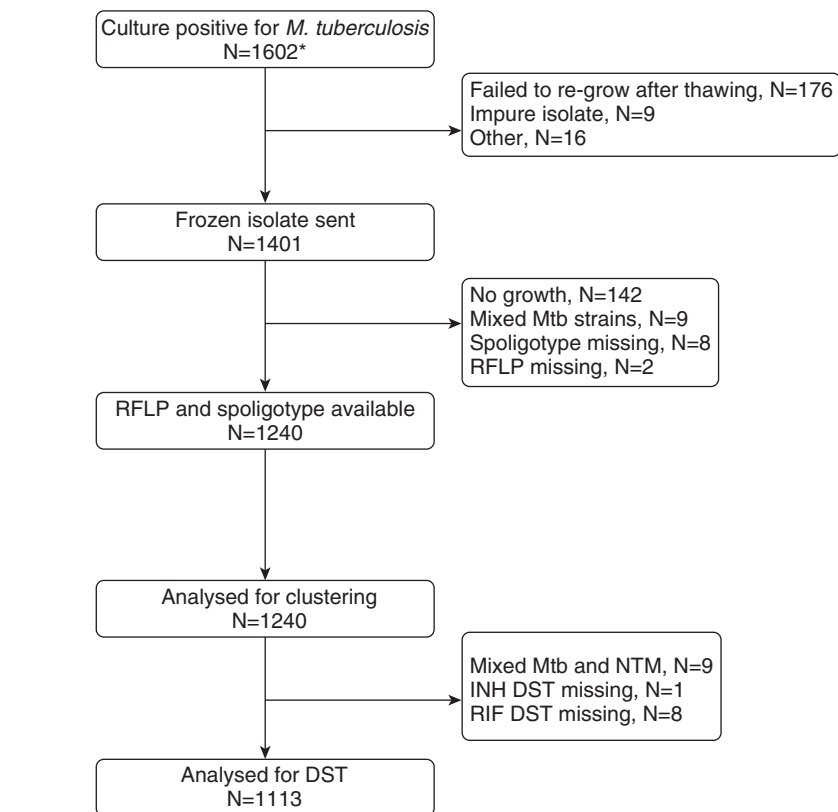 Culture positive for M. tuberculosis
N=1602*
Failed to re-grow after thawing, N=176
Impure isolate, N=9
Other, N=16
Frozen isolate sent
N=1401
No growth, N=142
Mixed Mtb strains, N=9
Spoligotype missing, N=8
RFLP missing, N=2
RFLP and spoligotype available
N=1240
Analysed for clustering
N=1240
Mixed Mtb and NTM, N=9
INH DST missing, N=1
RIF DST missing, N=8
Analysed for DST
N=1113